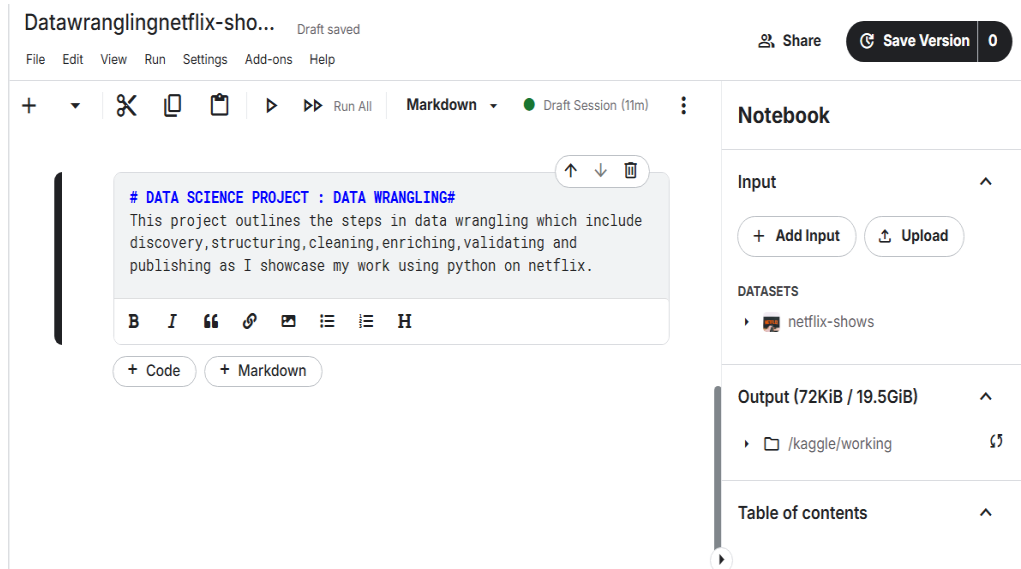 Datawranglingnetflix-sho...
Draft saved
Share
Save Version
0
File Edit View Run Settings Add-ons Help
Run All
Markdown
Draft Session (11m)
# DATA SCIENCE PROJECT : DATA WRANGLING#
This project outlines the steps in data wrangling which include
discovery,structuring,cleaning,enriching,validating and
publishing as I showcase my work using python on netflix.
B I H
+ Code
+ Markdown
Notebook
Input
+ Add Input
Upload
DATASETS
netflix-shows
Output (72KiB / 19.5GiB)
/kaggle/working
Table of contents